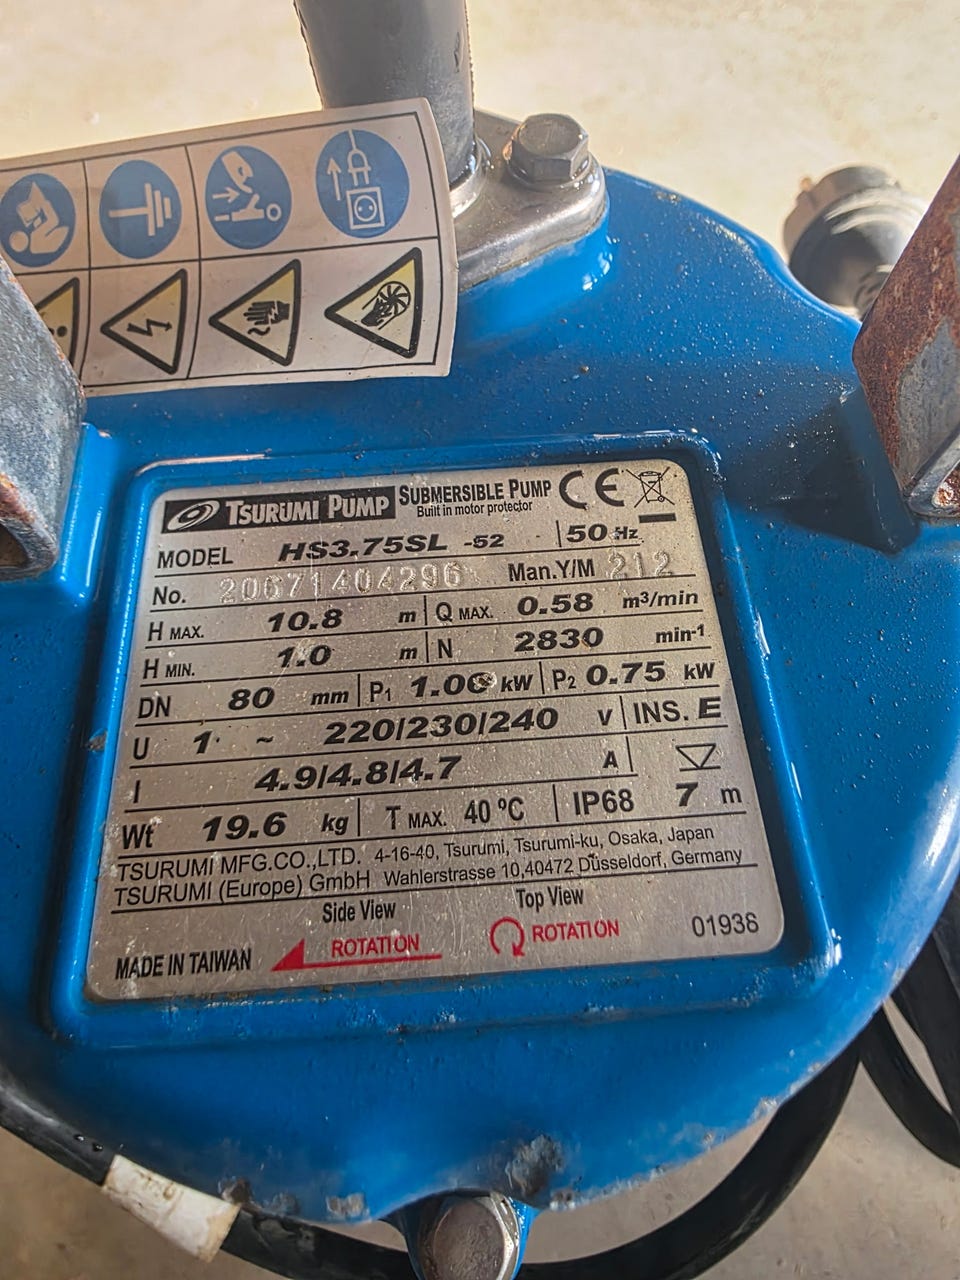 TSURUMI PUMP SUBMERSIBLE PUMP CE
Built in motor protector
MODEL HS3.75SL -52 50 Hz
No. 20671404296 Man.Y/M 212
H MAX. 10.8 m Q MAX. 0.58 m³/min
H MIN. 1.0 m N 2830 min-1
DN 80 mm P1 kW P2 0.75 kW
U 1 ~ 220/230/240 V INS. E
I 4.9/4.8/4.7 A
Wt 19.6 kg T MAX. 40 ºC IP68 7 m
TSURUMI MFG.CO.,LTD. 4-16-40, Tsurumi, Tsurumi-ku, Osaka, Japan
TSURUMI (Europe) GmbH Wahlerstrasse 10,40472 Düsseldorf, Germany
Side View Top View
MADE IN TAIWAN ROTATION ROTATION 01938